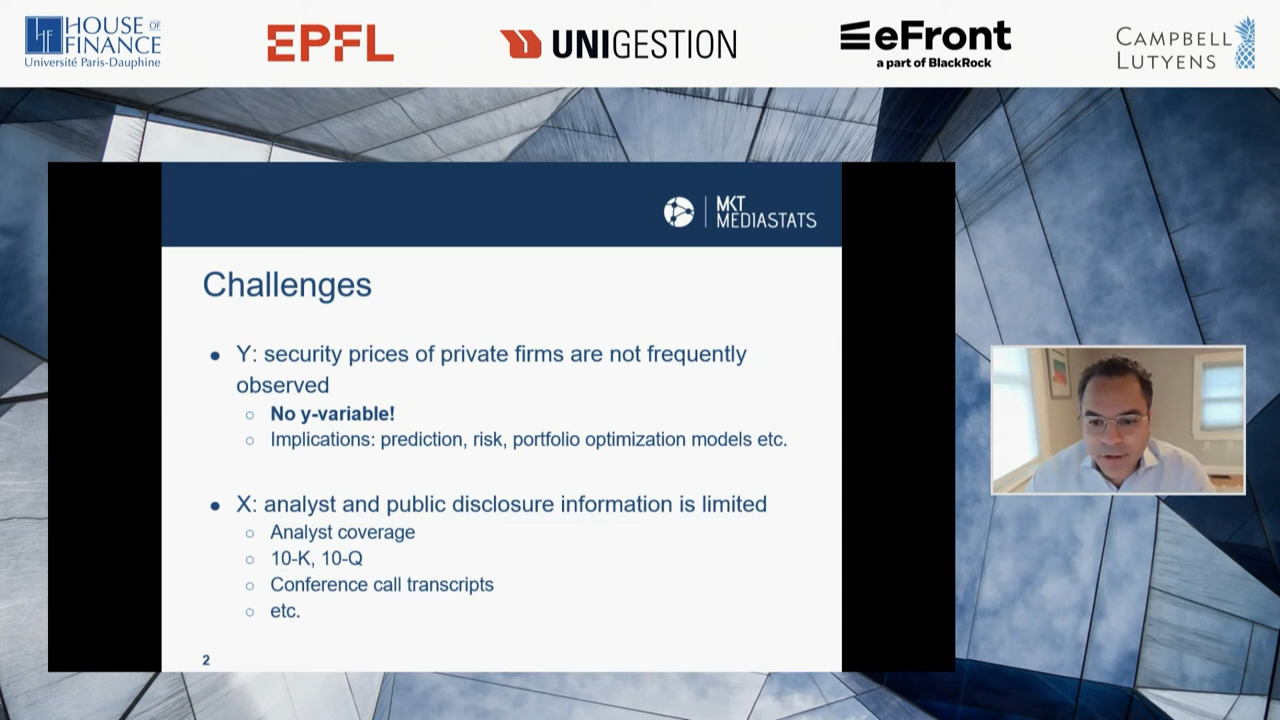 HOUSE OF
FINANCE
Université Paris-Dauphine
EPFL
UNIGESTION
eFront
a part of BlackRock
CAMPBELL
LUTYENS
MKT
MEDIASTATS
Challenges
● Y: security prices of private firms are not frequently
observed
○ No y-variable!
○ Implications: prediction, risk, portfolio optimization models etc.
● X: analyst and public disclosure information is limited
○ Analyst coverage
○ 10-K, 10-Q
○ Conference call transcripts
○ etc.
2